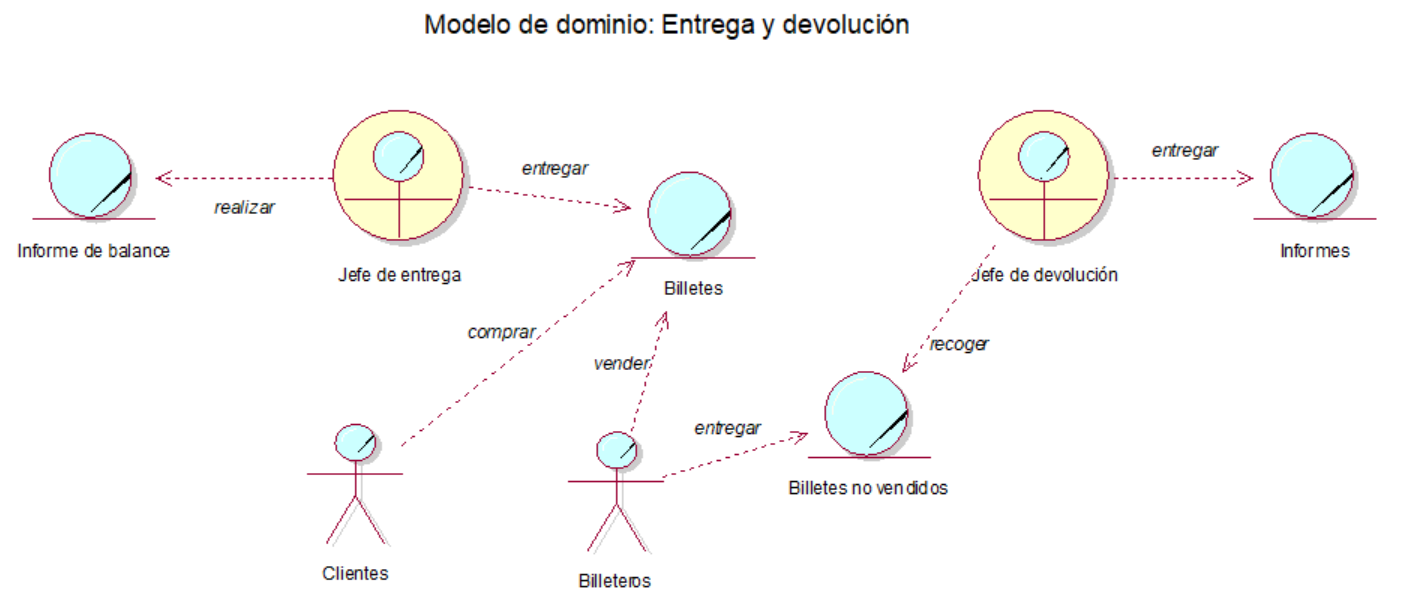 Modelo de dominio: Entrega y devolución
entregar
entregar
realizar
Informe de balance
Jefe de entrega
Billetes
Jefe de devolución
Informes
comprar
vender
recoger
entregar
Billetes no vendidos
Clientes
Billeteros